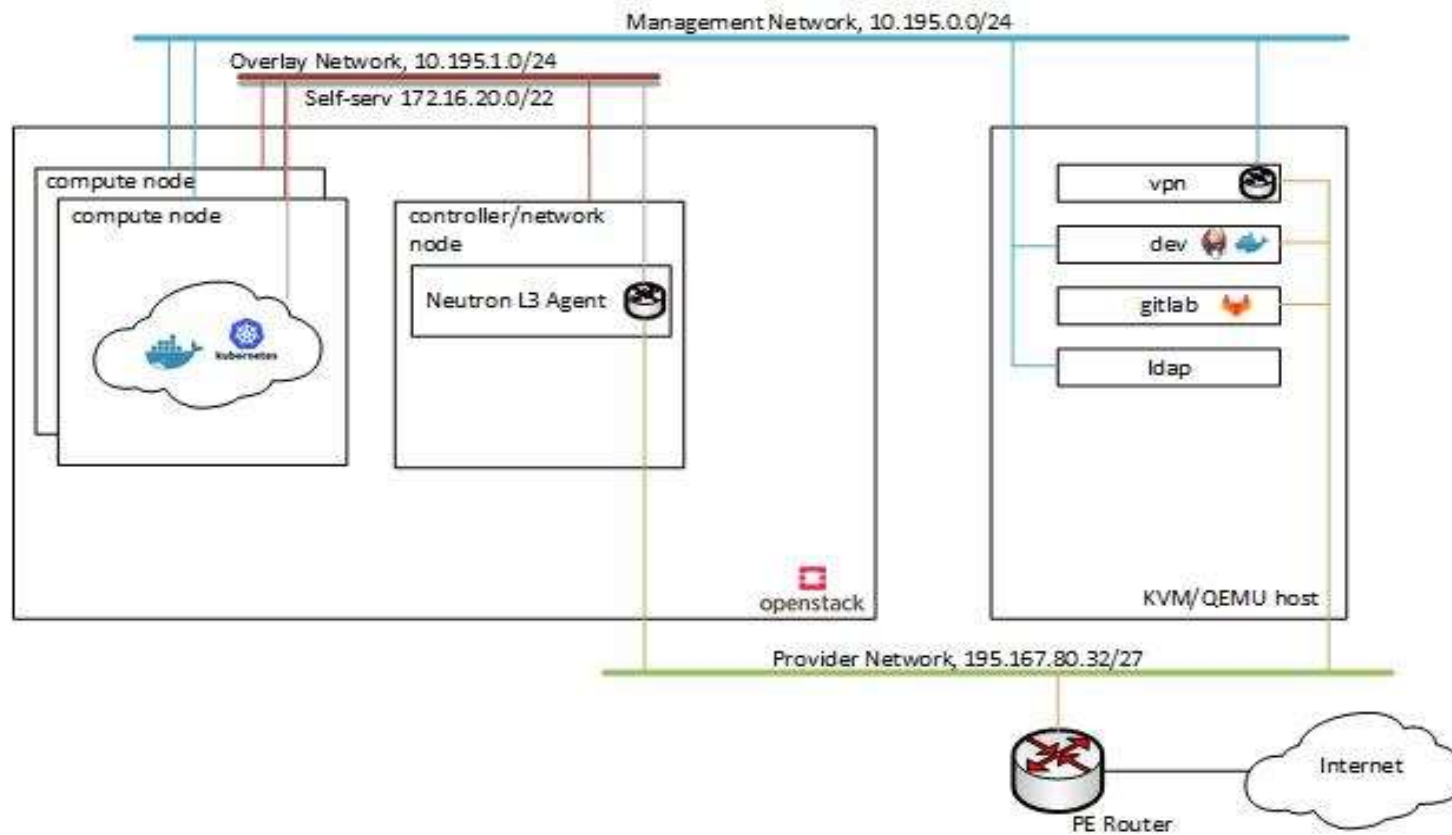 Management Network, 10.195.0.0/24
Overlay Network, 10.195.1.0/24
Self-serv 172.16.20.0/22
compute node
compute node
kubernetes
controller/network
node
Neutron L3 Agent
openstack
vpn
dev
gitlab
ldap
KVM/QEMU host
Provider Network, 195.167.80.32/27
Internet
PE Router